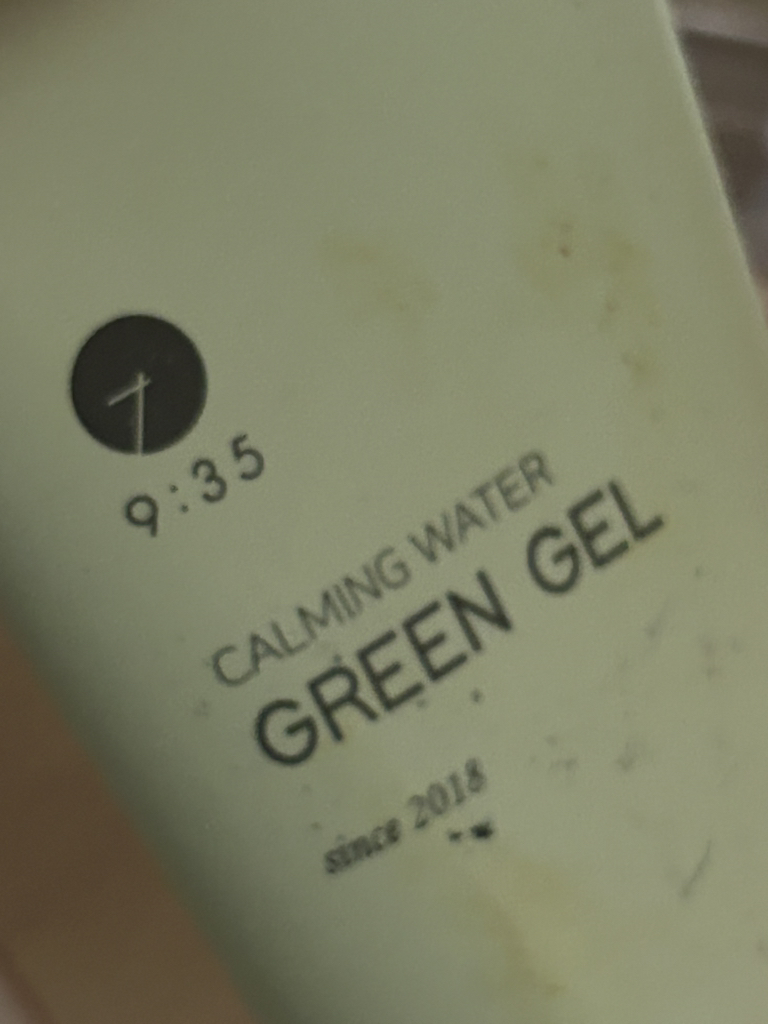 9:35
CALMING WATER
GREEN GEL
since 2018